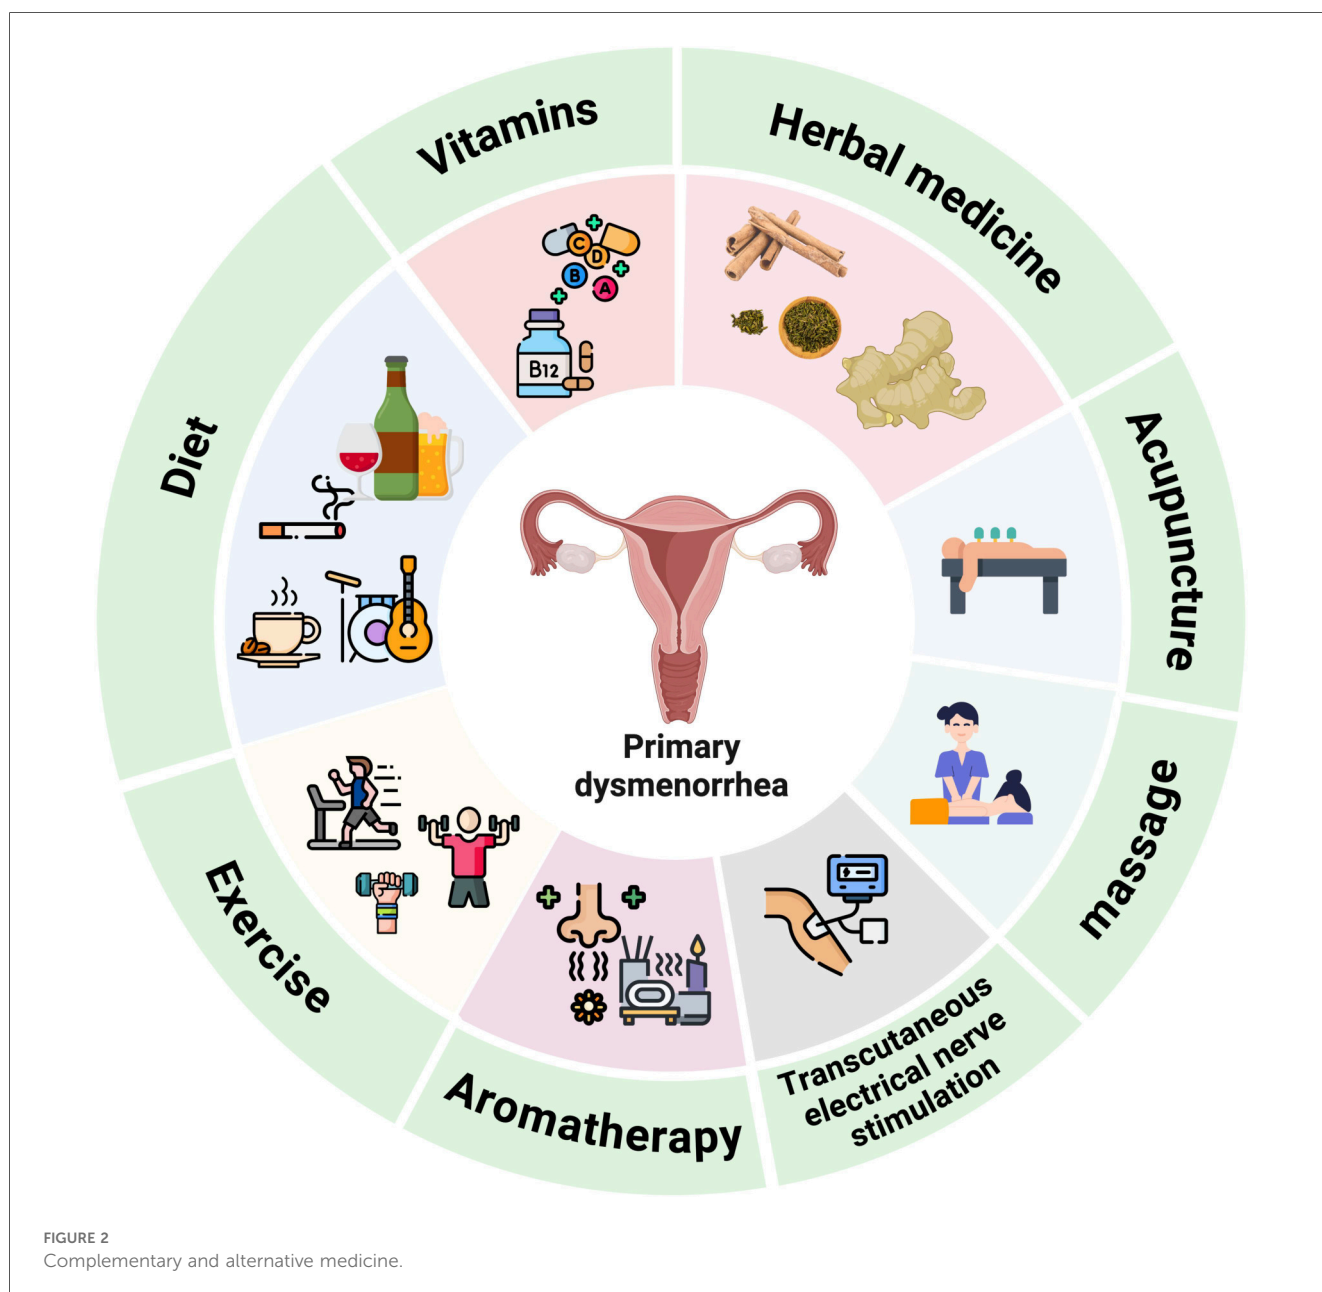 Vitamins
Herbal medicine
Diet
Acupuncture
C
D
B
A
B12
Primary
dysmenorrhea
massage
Exercise
Aromatherapy
Transcutaneous
electrical nerve
stimulation
FIGURE 2
Complementary and alternative medicine.